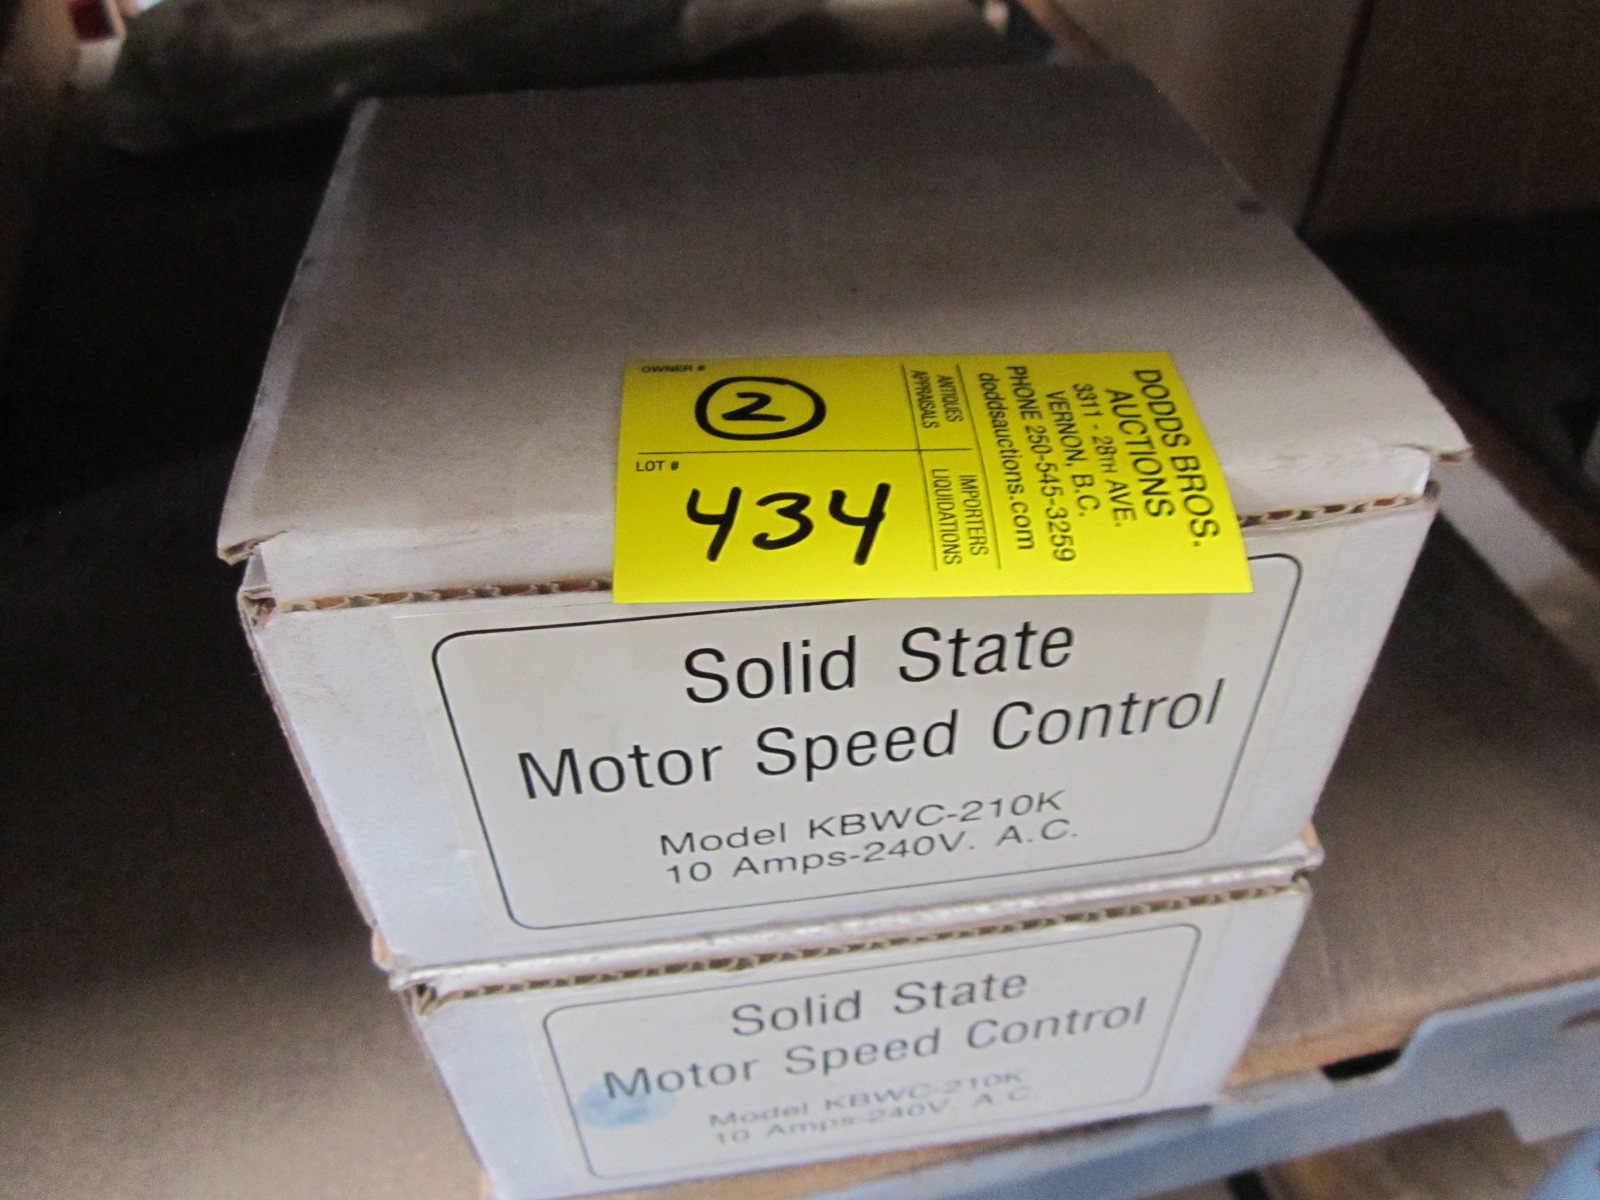 OWNER #
2
LOT #
434
DODDS BROS.
AUCTIONS
3311 - 28TH AVE.
VERNON, B.C.
PHONE 250-545-3259
doddsauctions.com
ANTIQUES
APPRAISALS
IMPORTERS
LIQUIDATIONS
Solid State
Motor Speed Control
Model KBWC-210K
10 Amps-240V. A.C.
Solid State
Motor Speed Control
Model KBWC-210K
10 Amps-240V. A.C.